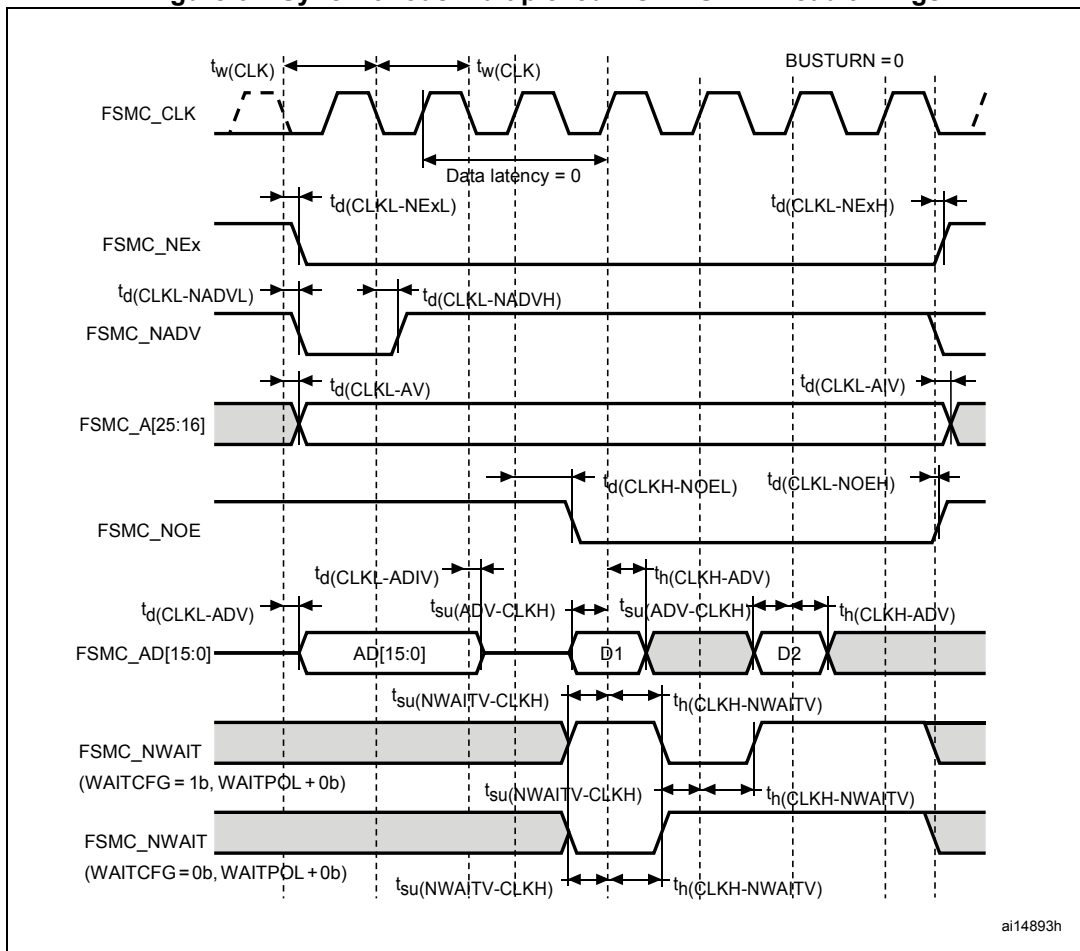 tw(CLK) tw(CLK) BUSTURN = 0
FSMC_CLK
Data latency = 0
td(CLKL-NExL) td(CLKL-NExH)
FSMC_NEx
td(CLKL-NADVL) td(CLKL-NADVH)
FSMC_NADV
td(CLKL-AV) td(CLKL-AIV)
FSMC_A[25:16]
td(CLKH-NOEL) td(CLKL-NOEH)
FSMC_NOE
td(CLKL-ADIV) th(CLKH-ADV)
td(CLKL-ADV) tsu(ADV-CLKH) tsu(ADV-CLKH) th(CLKH-ADV)
FSMC_AD[15:0] AD[15:0] D1 D2
tsu(NWAITV-CLKH) th(CLKH-NWAITV)
FSMC_NWAIT
(WAITCFG = 1b, WAITPOL + 0b)
tsu(NWAITV-CLKH) th(CLKH-NWAITV)
FSMC_NWAIT
(WAITCFG = 0b, WAITPOL + 0b)
tsu(NWAITV-CLKH) th(CLKH-NWAITV)
ai14893h